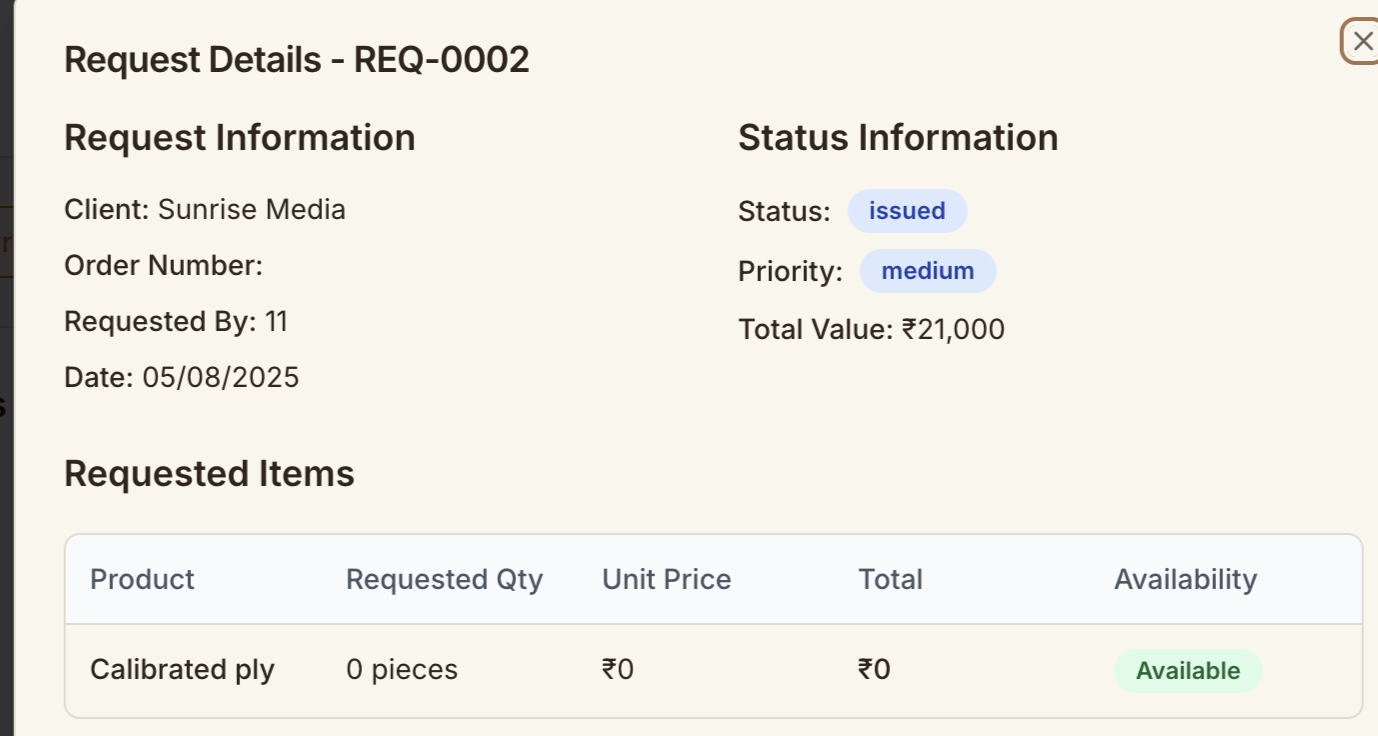 Request Details - REQ-0002
Request Information
Client: Sunrise Media
Order Number:
Requested By: 11
Date: 05/08/2025
Status Information
Status: issued
Priority: medium
Total Value: ₹21,000
Requested Items
Product Requested Qty Unit Price Total Availability
Calibrated ply 0 pieces ₹0 ₹0 Available